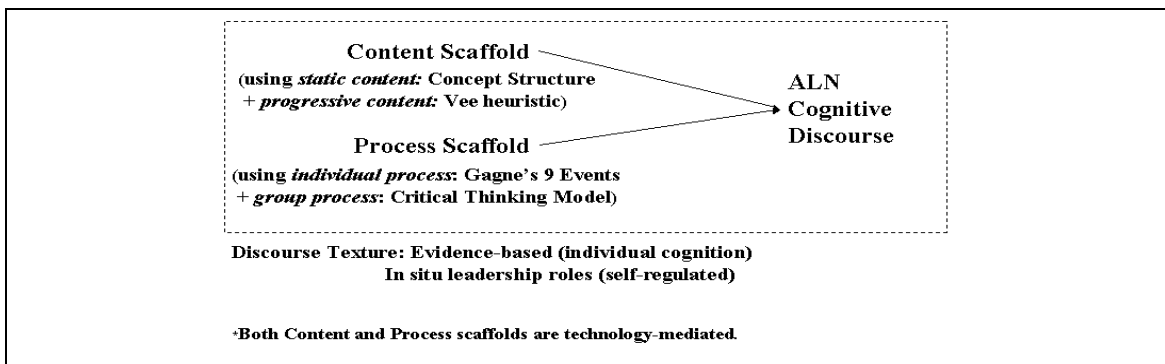 Content Scaffold
(using static content: Concept Structure
+ progressive content: Vee heuristic)
ALN
Cognitive
Discourse
Process Scaffold
(using individual process: Gagne's 9 Events
+ group process: Critical Thinking Model)
Discourse Texture: Evidence-based (individual cognition)
In situ leadership roles (self-regulated)
*Both Content and Process scaffolds are technology-mediated.